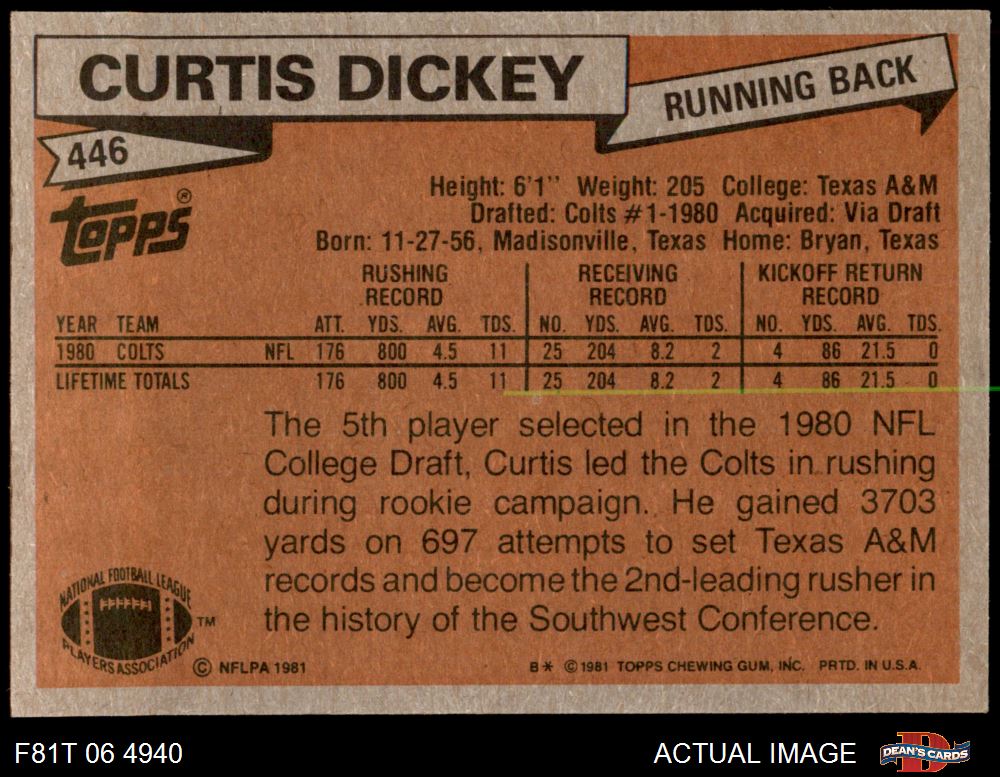 CURTIS DICKEY
RUNNING BACK
446
TOPPS®
Height: 6'1'' Weight: 205 College: Texas A&M
Drafted: Colts #1-1980 Acquired: Via Draft
Born: 11-27-56, Madisonville, Texas Home: Bryan, Texas
RUSHING RECORD RECEIVING RECORD KICKOFF RETURN RECORD
YEAR TEAM ATT. YDS. AVG. TDS. NO. YDS. AVG. TDS. NO. YDS. AVG. TDS.
1980 COLTS NFL 176 800 4.5 11 25 204 8.2 2 4 86 21.5 0
LIFETIME TOTALS 176 800 4.5 11 25 204 8.2 2 4 86 21.5 0
The 5th player selected in the 1980 NFL
College Draft, Curtis led the Colts in rushing
during rookie campaign. He gained 3703
yards on 697 attempts to set Texas A&M
records and become the 2nd-leading rusher in
the history of the Southwest Conference.
NATIONAL FOOTBALL LEAGUE
PLAYERS ASSOCIATION
TM
© NFLPA 1981
B* © 1981 TOPPS CHEWING GUM, INC. PRTD. IN U.S.A.
F81T 06 4940
ACTUAL IMAGE
D
DEAN'S CARDS